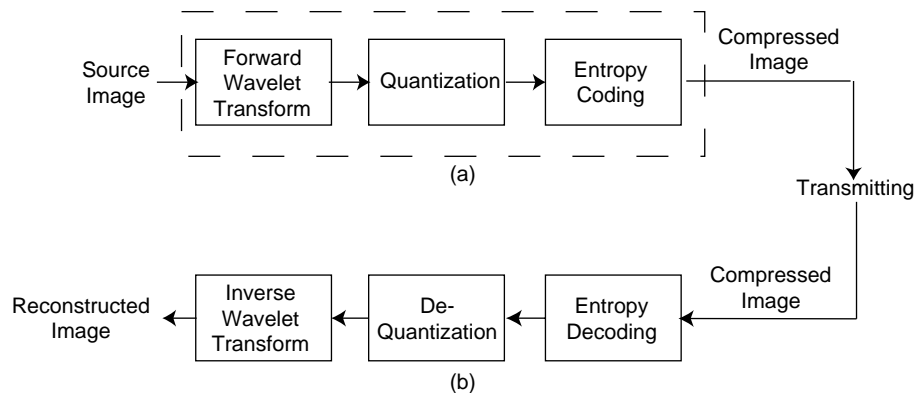 Source
Image
Forward
Wavelet
Transform
Quantization
Entropy
Coding
Compressed
Image
(a)
Transmitting
Compressed
Image
Entropy
Decoding
De-
Quantization
Inverse
Wavelet
Transform
Reconstructed
Image
(b)